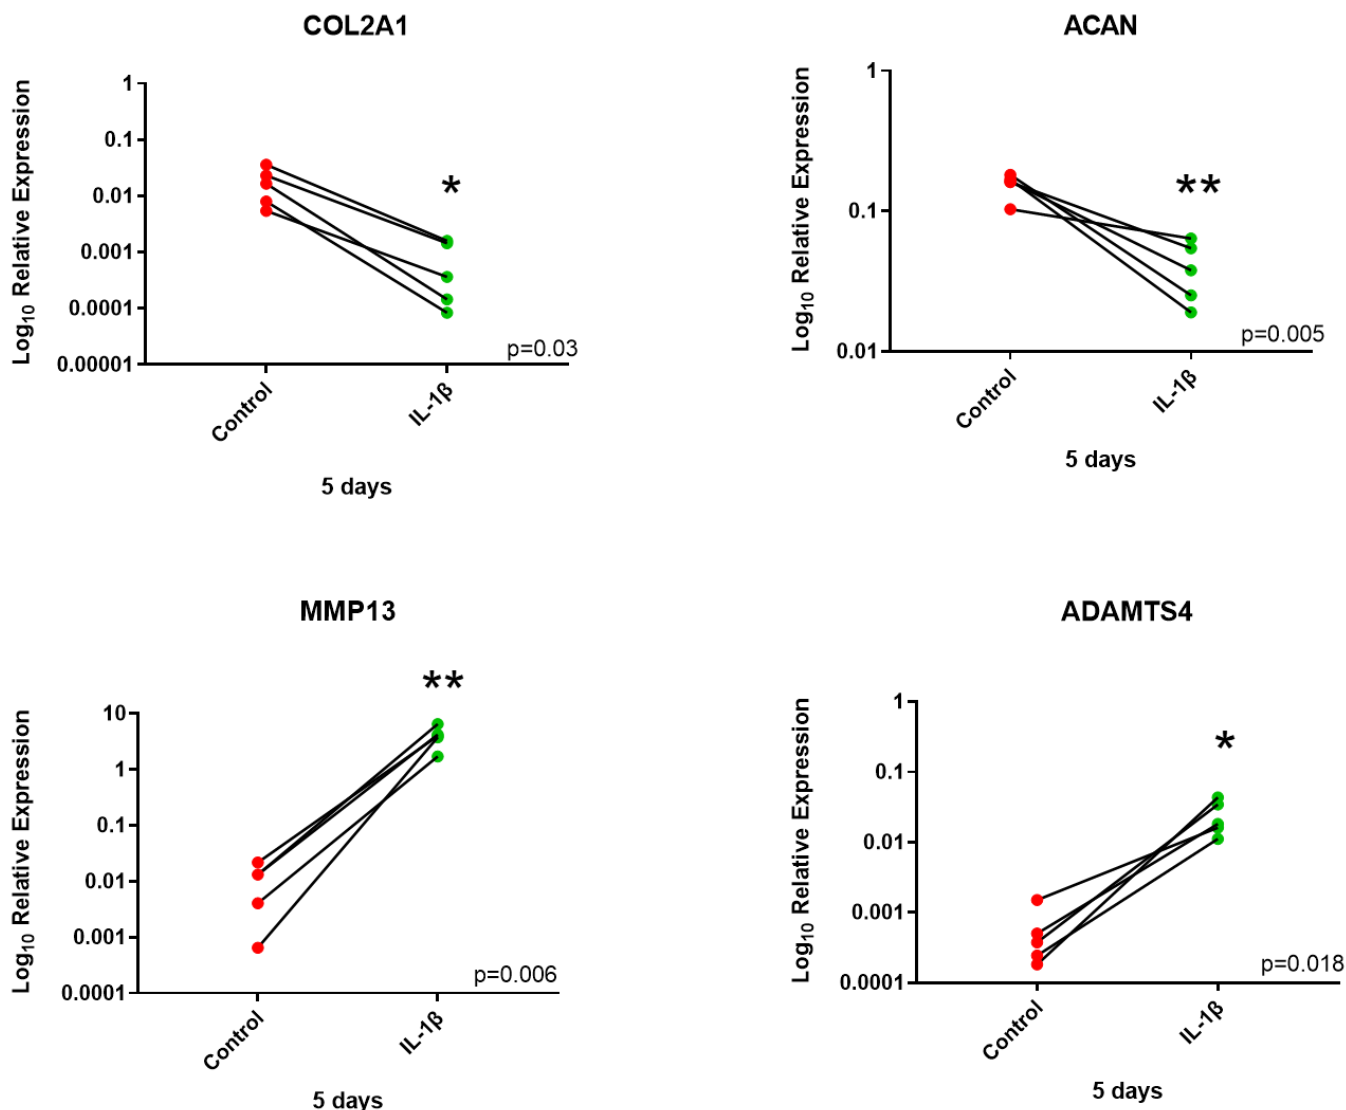 COL2A1
Log10 Relative Expression
1
0.1
0.01
0.001
0.0001
0.00001
*
p=0.03
Control
IL-1β
5 days
ACAN
Log10 Relative Expression
1
0.1
0.01
**
p=0.005
Control
IL-1β
5 days
MMP13
Log10 Relative Expression
10
1
0.1
0.01
0.001
0.0001
**
p=0.006
Control
IL-1β
5 days
ADAMTS4
Log10 Relative Expression
1
0.1
0.01
0.001
0.0001
*
p=0.018
Control
IL-1β
5 days